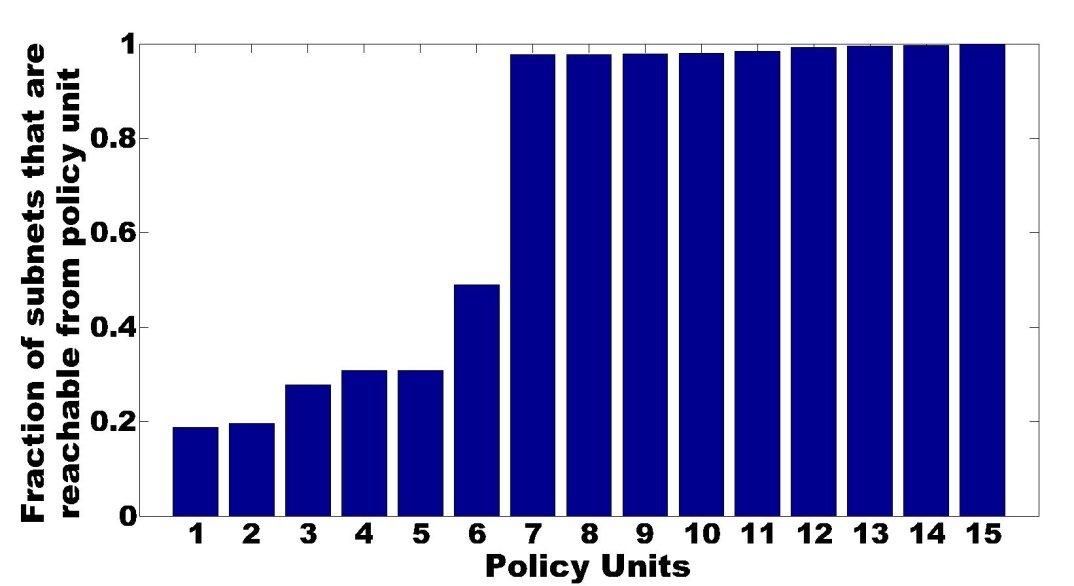 Fraction of subnets that are
reachable from policy unit
1
0.8
0.6
0.4
0.2
0
1 2 3 4 5 6 7 8 9 10 11 12 13 14 15
Policy Units